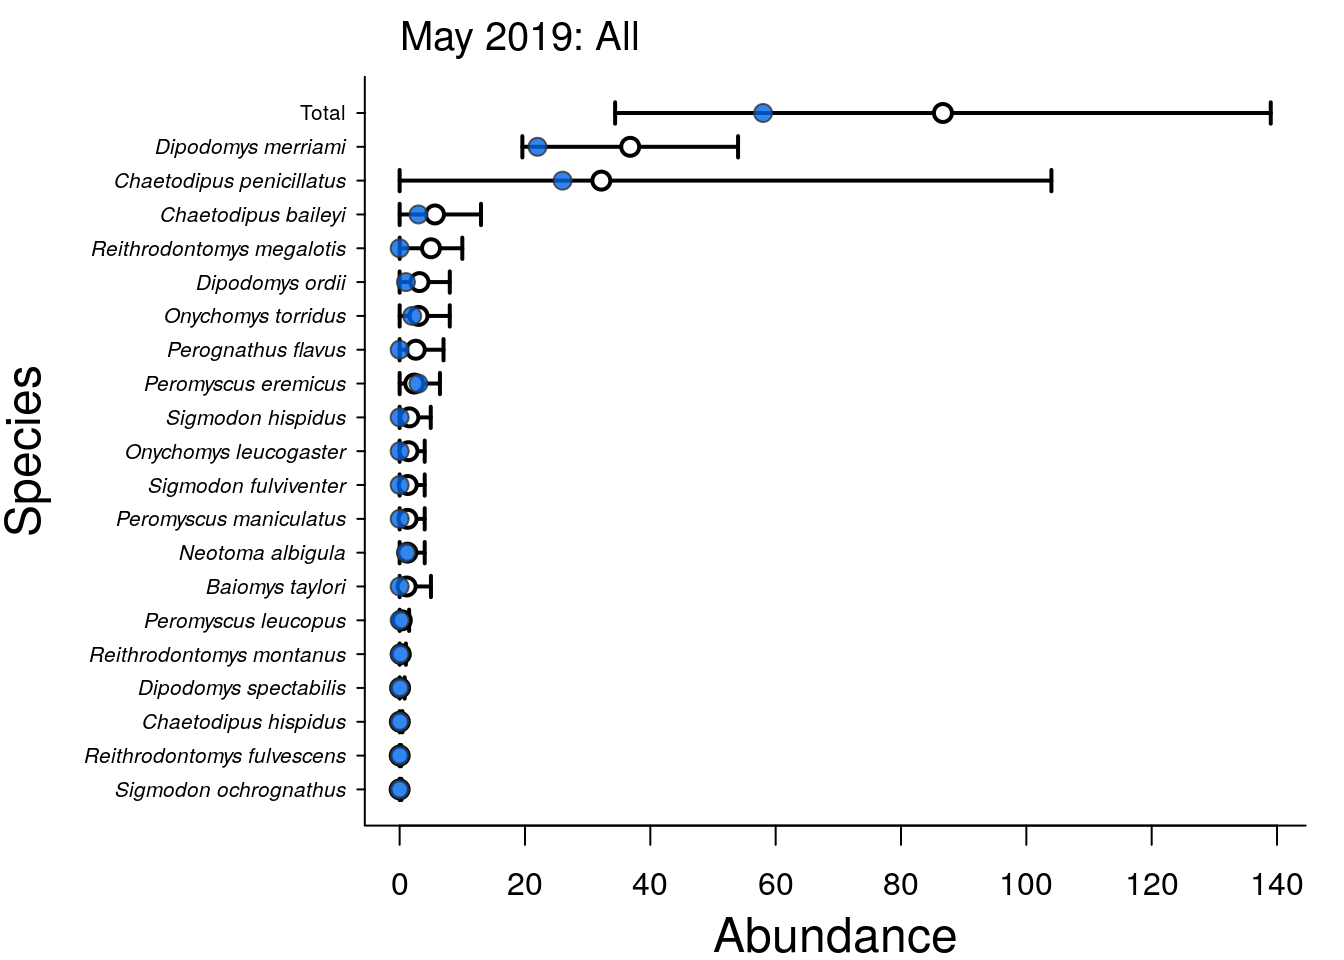 May 2019: All
Total
Dipodomys merriami
Chaetodipus penicillatus
Chaetodipus baileyi
Reithrodontomys megalotis
Dipodomys ordii
Onychomys torridus
Perognathus flavus
Peromyscus eremicus
Sigmodon hispidus
Onychomys leucogaster
Sigmodon fulviventer
Peromyscus maniculatus
Neotoma albigula
Baiomys taylori
Peromyscus leucopus
Reithrodontomys montanus
Dipodomys spectabilis
Chaetodipus hispidus
Reithrodontomys fulvescens
Sigmodon ochrognathus
Species
0 20 40 60 80 100 120 140
Abundance